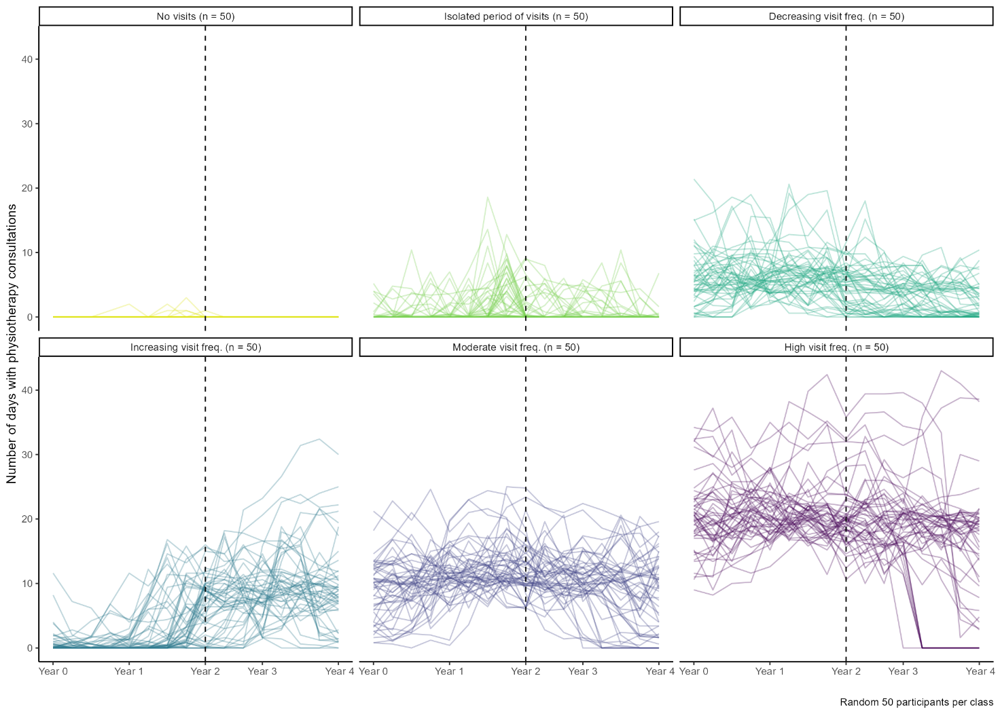 No visits (n = 50)
Isolated period of visits (n = 50)
Decreasing visit freq. (n = 50)
40
30
20
10
0
Number of days with physiotherapy consultations
Increasing visit freq. (n = 50)
Moderate visit freq. (n = 50)
High visit freq. (n = 50)
40
30
20
10
0
Year 0 Year 1 Year 2 Year 3 Year 4
Year 0 Year 1 Year 2 Year 3 Year 4
Year 0 Year 1 Year 2 Year 3 Year 4
Random 50 participants per class